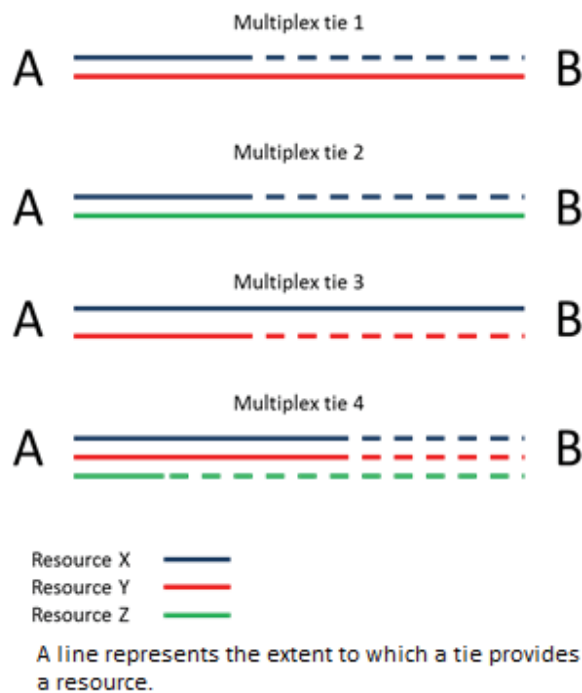 Multiplex tie 1
A B
Multiplex tie 2
A B
Multiplex tie 3
A B
Multiplex tie 4
A B
Resource X
Resource Y
Resource Z
A line represents the extent to which a tie provides
a resource.